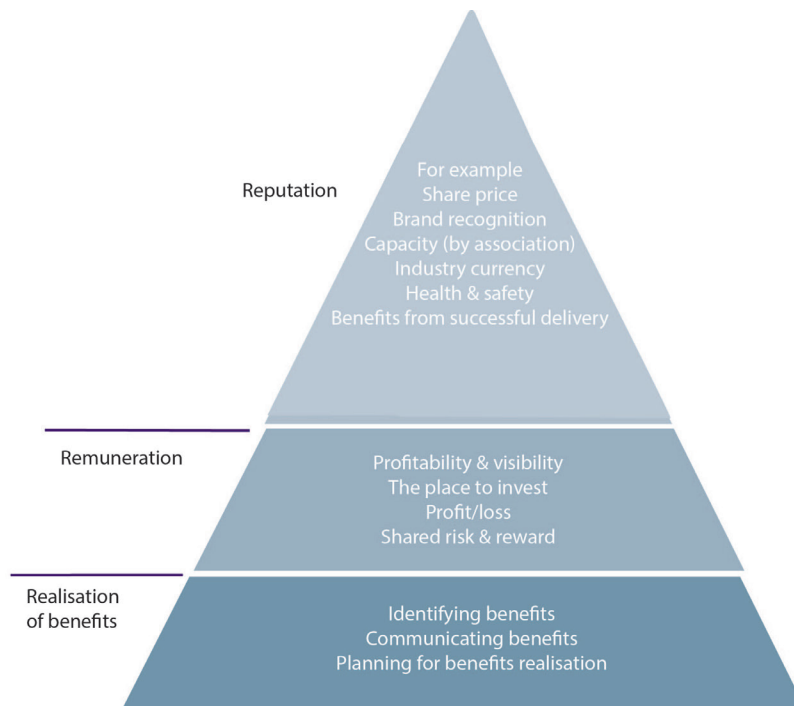 Reputation
For example
Share price
Brand recognition
Capacity (by association)
Industry currency
Health & safety
Benefits from successful delivery
Remuneration
Profitability & visibility
The place to invest
Profit/loss
Shared risk & reward
Realisation
of benefits
Identifying benefits
Communicating benefits
Planning for benefits realisation